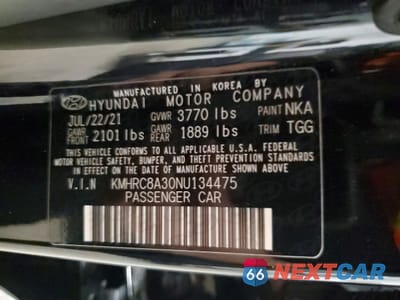 MANUFACTURED IN KOREA BY
HYUNDAI MOTOR COMPANY
JUL/22/21 GVWR 3770 lbs PAINT NKA
GAWR FRONT 2101 lbs GAWR REAR 1889 lbs TRIM TGG
THIS VEHICLE CONFORMS TO ALL APPLICABLE U.S.A. FEDERAL
MOTOR VEHICLE SAFETY, BUMPER, AND THEFT PREVENTION
STANDARDS IN EFFECT ON THE DATE OF
MANUFACTURE SHOWN ABOVE
V.I.N KMHRC8A30NU134475
PASSENGER CAR
66 NEXTCAR